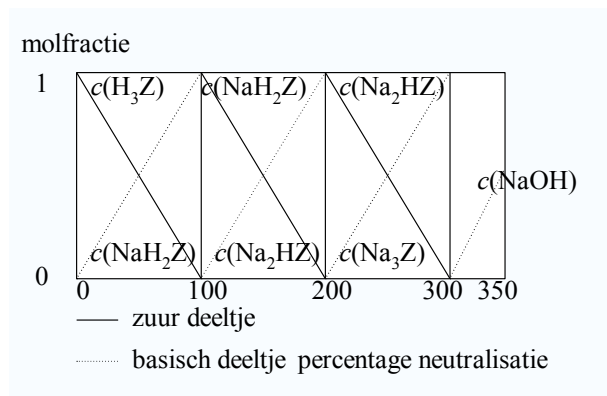 molfractie
1
c(H₃Z) c(NaH₂Z) c(Na₂HZ)
c(NaOH)
c(NaH₂Z) c(Na₂HZ) c(Na₃Z)
0
0 100 200 300 350
zuur deeltje
basisch deeltje percentage neutralisatie